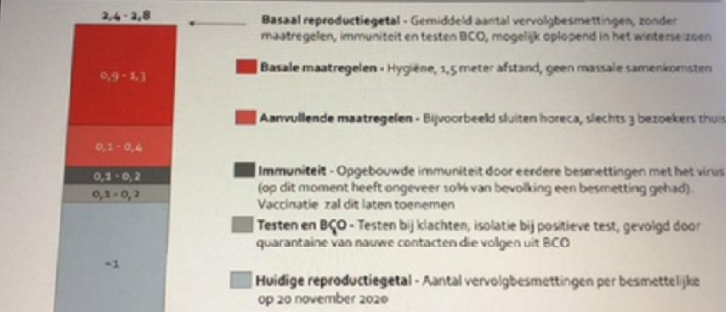 2,4 - 2,8
Basaal reproductiegetal - Gemiddeld aantal vervolgbesmettingen, zonder
maatregelen, immuniteit en testen BCO, mogelijk oplopend in het winterseizoen
0,9 - 1,3
Basale maatregelen - Hygiëne, 1,5 meter afstand, geen massale samenkomsten
Aanvullende maatregelen - Bijvoorbeeld sluiten horeca, slechts 3 bezoekers thuis
0,1 - 0,4
0,1 - 0,2
Immuniteit - Opgebouwde immuniteit door eerdere besmettingen met het virus
(op dit moment heeft ongeveer 10% van bevolking een besmetting gehad).
Vaccinatie zal dit laten toenemen
0,1 - 0,2
Testen en BCO - Testen bij klachten, isolatie bij positieve test, gevolgd door
quarantaine van nauwe contacten die volgen uit BCO
~1
Huidige reproductiegetal - Aantal vervolgbesmettingen per besmettelijke
op 20 november 2020